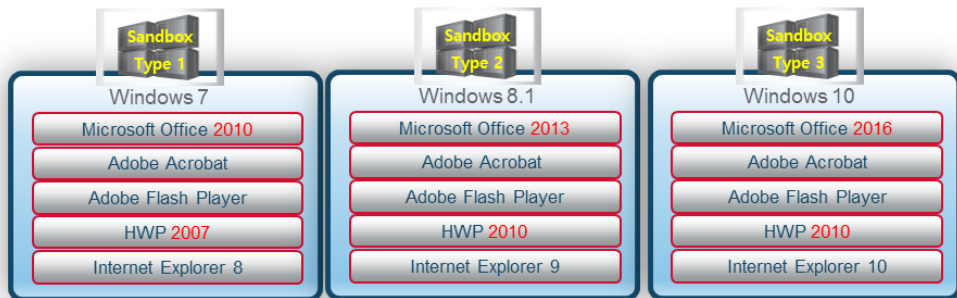 Sandbox
Type 1
Windows 7
Microsoft Office 2010
Adobe Acrobat
Adobe Flash Player
HWP 2007
Internet Explorer 8
Sandbox
Type 2
Windows 8.1
Microsoft Office 2013
Adobe Acrobat
Adobe Flash Player
HWP 2010
Internet Explorer 9
Sandbox
Type 3
Windows 10
Microsoft Office 2016
Adobe Acrobat
Adobe Flash Player
HWP 2010
Internet Explorer 10